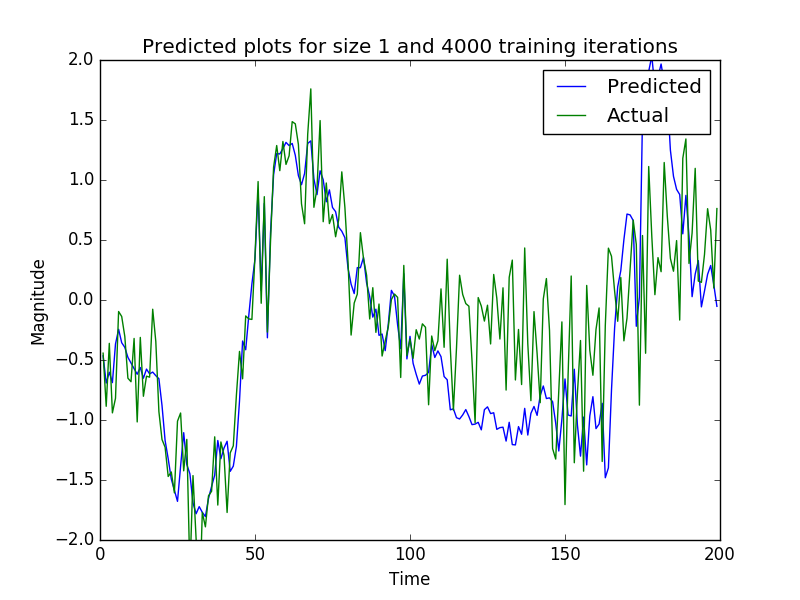 Predicted plots for size 1 and 4000 training iterations
Predicted
Actual
2.0
1.5
1.0
0.5
0.0
−0.5
−1.0
−1.5
−2.0
Magnitude
0 50 100 150 200
Time